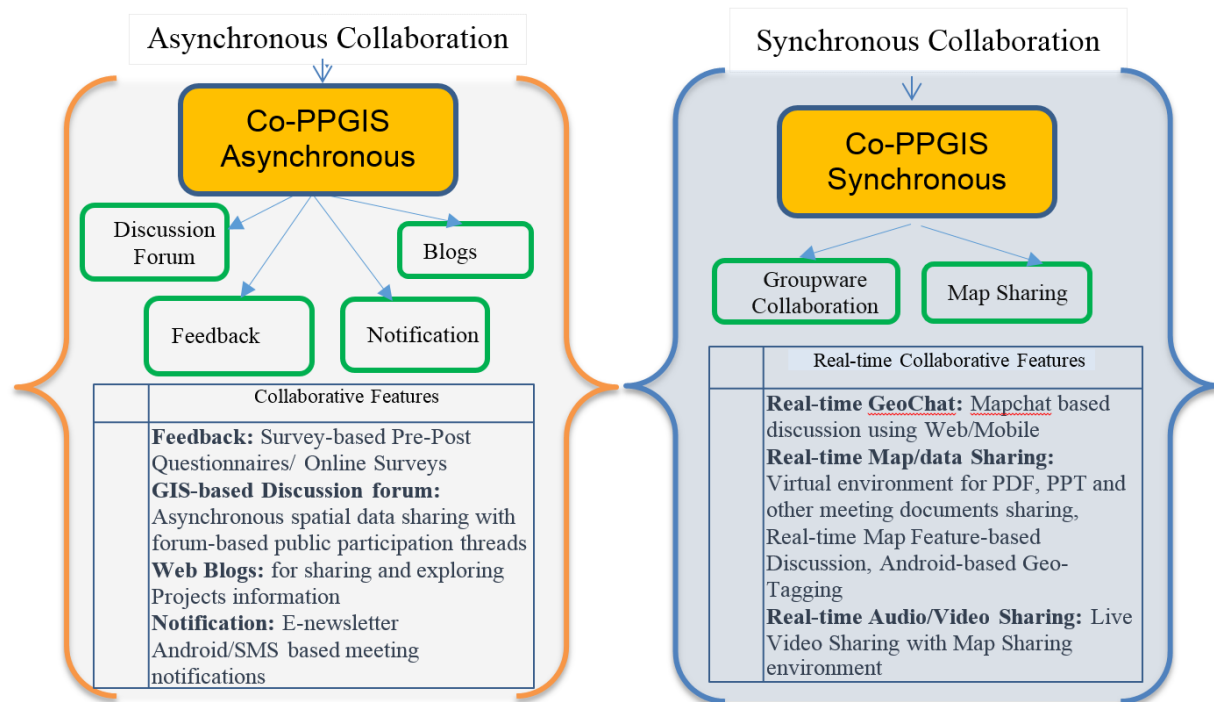 Asynchronous Collaboration
Co-PPGIS
Asynchronous
Discussion
Forum
Blogs
Feedback
Notification
Collaborative Features
Feedback: Survey-based Pre-Post
Questionnaires/ Online Surveys
GIS-based Discussion forum:
Asynchronous spatial data sharing with
forum-based public participation threads
Web Blogs: for sharing and exploring
Projects information
Notification: E-newsletter
Android/SMS based meeting
notifications
Synchronous Collaboration
Co-PPGIS
Synchronous
Groupware
Collaboration
Map Sharing
Real-time Collaborative Features
Real-time GeoChat: Mapchat based
discussion using Web/Mobile
Real-time Map/data Sharing:
Virtual environment for PDF, PPT and
other meeting documents sharing,
Real-time Map Feature-based
Discussion, Android-based Geo-
Tagging
Real-time Audio/Video Sharing: Live
Video Sharing with Map Sharing
environment